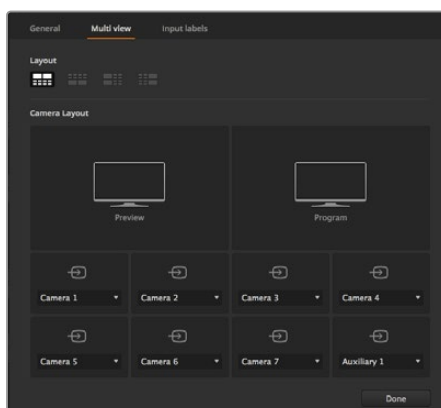 General Multi view Input labels
Layout
Camera Layout
Preview Program
Camera 1 Camera 2 Camera 3 Camera 4
Camera 5 Camera 6 Camera 7 Auxiliary 1
Done